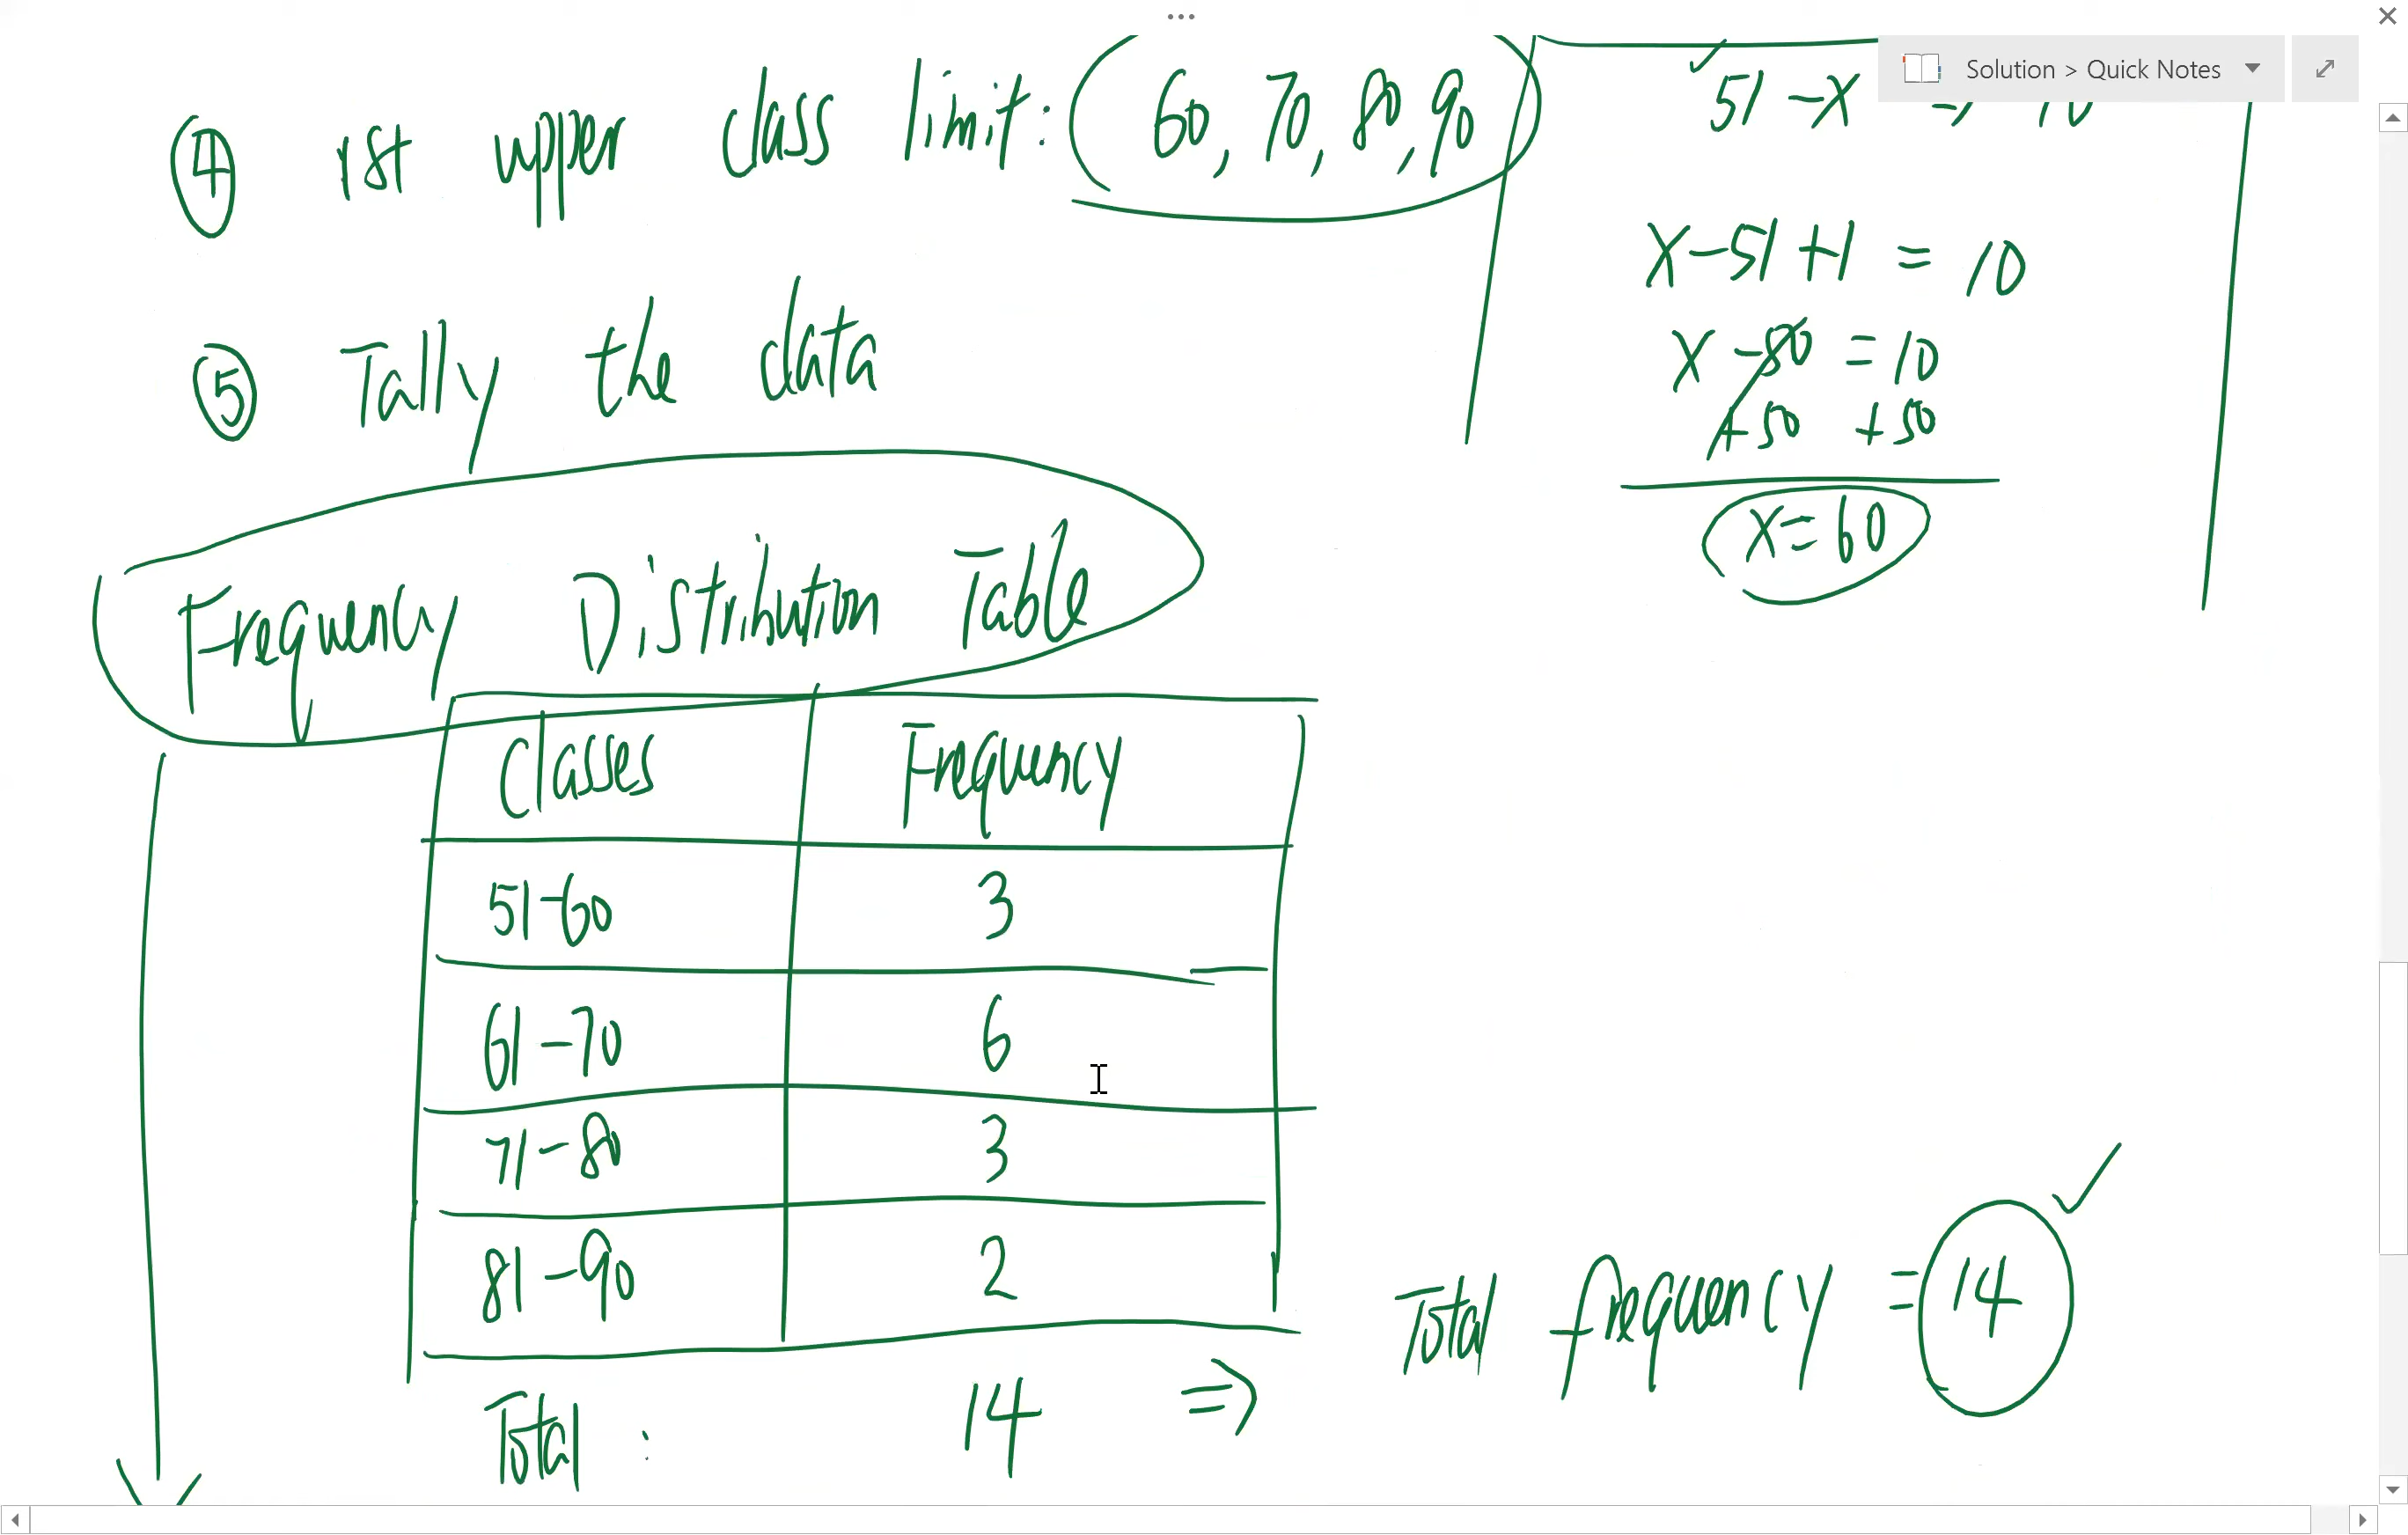 Solution > Quick Notes
④ 1st upper class limit: 60, 70, 80, 90
51-X ⇒ 10
X-51+1 = 10
X-50 = 10
+50 +50
X=60
⑤ Tally the data
Frequency Distribution Table
Classes Frequency
51-60 3
61-70 6
71-80 3
81-90 2
Total : 14 ⇒ Total frequency = 14 ✓